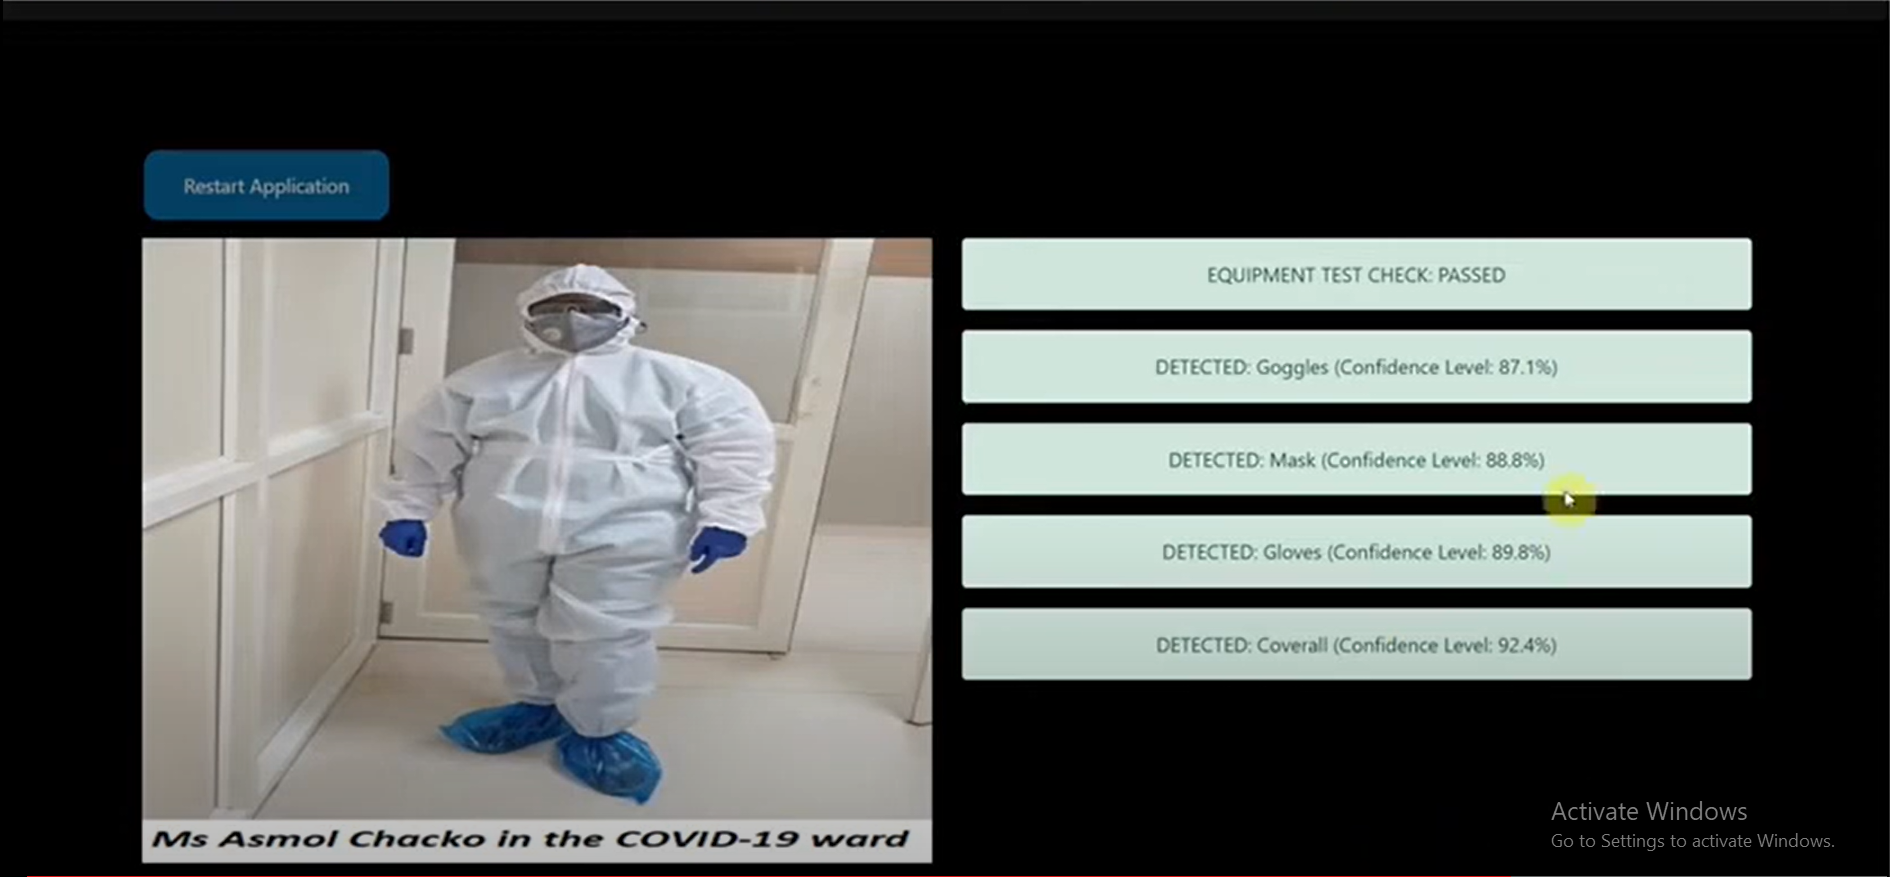 Restart Application
EQUIPMENT TEST CHECK: PASSED
DETECTED: Goggles (Confidence Level: 87.1%)
DETECTED: Mask (Confidence Level: 88.8%)
DETECTED: Gloves (Confidence Level: 89.8%)
DETECTED: Coverall (Confidence Level: 92.4%)
Ms Asmol Chacko in the COVID-19 ward
Activate Windows
Go to Settings to activate Windows.